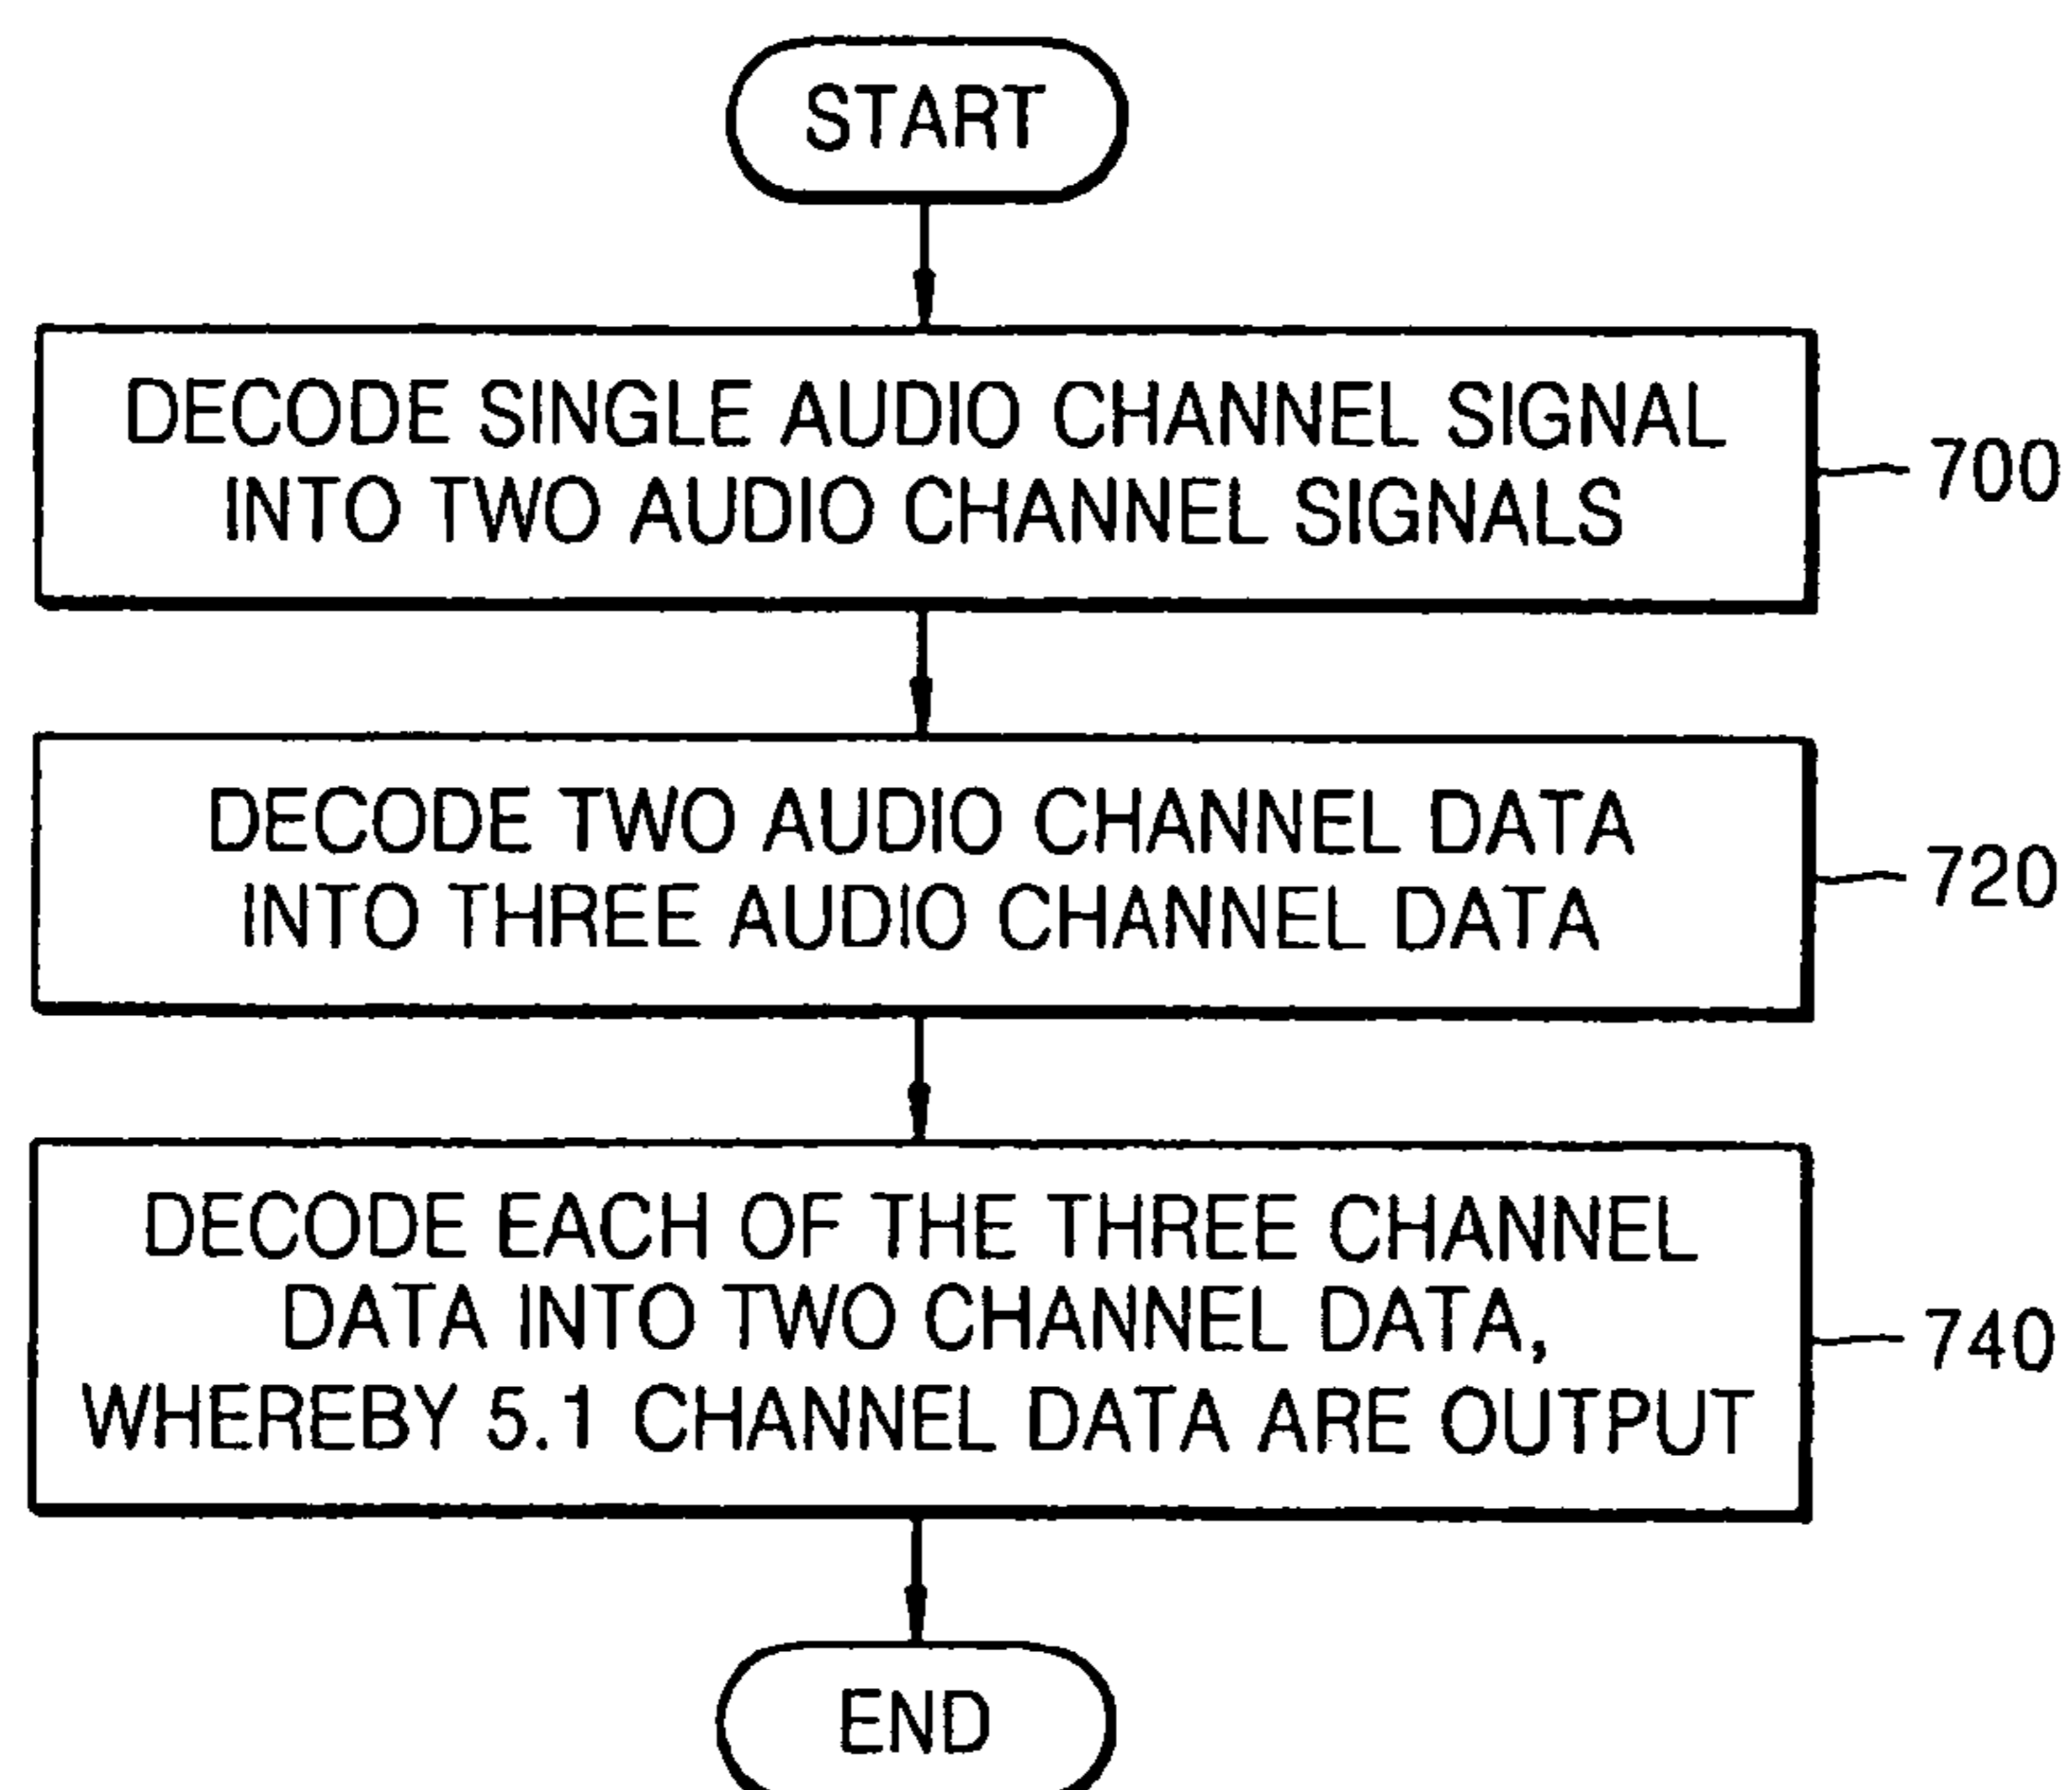 START
DECODE SINGLE AUDIO CHANNEL SIGNAL
INTO TWO AUDIO CHANNEL SIGNALS
700
DECODE TWO AUDIO CHANNEL DATA
INTO THREE AUDIO CHANNEL DATA
720
DECODE EACH OF THE THREE CHANNEL
DATA INTO TWO CHANNEL DATA,
WHEREBY 5.1 CHANNEL DATA ARE OUTPUT
740
END